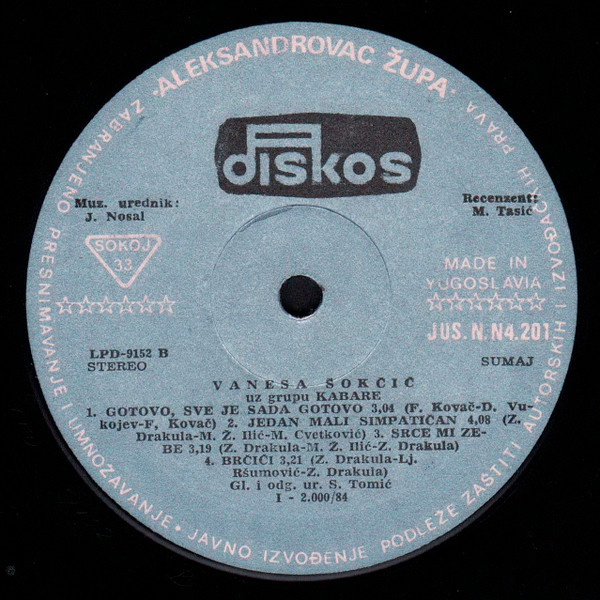 "ALEKSANDROVAC ŽUPA"
ZABRANJENO PRESNIMAVANJE I UMNOŽAVANJE • JAVNO IZVOĐENJE PODLEŽE ZAŠTITI AUTORSKIH I IZVOĐAČKIH PRAVA
diskos
Muz. urednik:
J. Nosal
Recenzent:
M. Tasić
SOKOJ
33
MADE IN
YUGOSLAVIA
JUS. N. N4.201
LPD-9152 B
STEREO
SUMAJ
VANESA ŠOKČIĆ
uz grupu KABARE
1. GOTOVO, SVE JE SADA GOTOVO 3,04 (F. Kovač-D. Vu-
kojev-F, Kovač) 2. JEDAN MALI SIMPATIČAN 4,08 (Z.
Drakula-M. Ž. Ilić-M. Cvetković) 3. SRCE MI ZE-
BE 3,19 (Z. Drakula-M. Ž. Ilić-Z. Drakula)
4. BRČIĆI 3,21 (Z. Drakula-Lj.
Ršumović-Z. Drakula)
Gl. i odg. ur. S. Tomić
I - 2.000/84